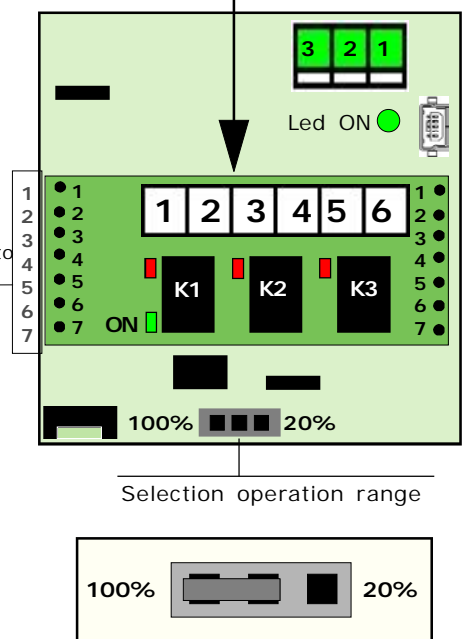 3 2 1
Led ON
1 1 1 2 3 4 5 6 1
2 2 2
3 3 3
to
4 4 4
5 5 K1 K2 K3 5
6 6 6
7 7 ON 7
100% 20%
Selection operation range
100% 20%